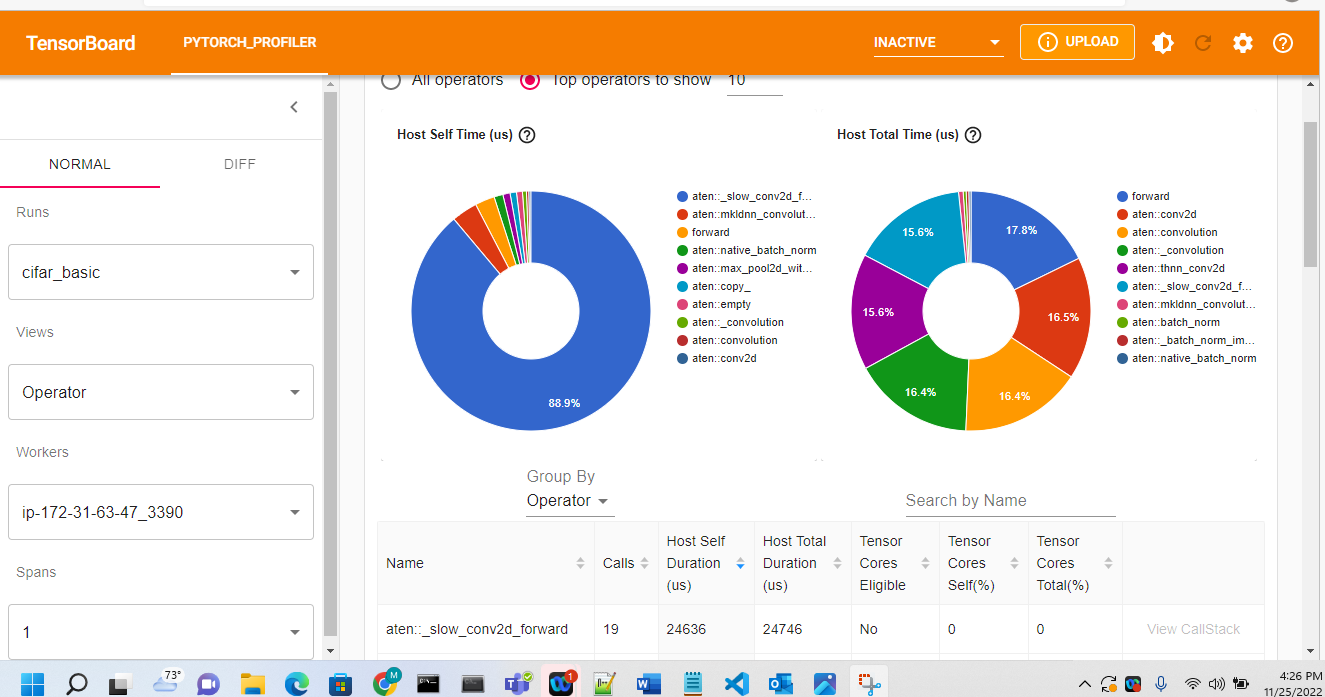 TensorBoard
PYTORCH_PROFILER
INACTIVE
UPLOAD
NORMAL
DIFF
Runs
cifar_basic
Views
Operator
Workers
ip-172-31-63-47_3390
Spans
1
All operators
Top operators to show
10
Host Self Time (us)
88.9%
aten::_slow_conv2d_f...
aten::mkldnn_convolut...
forward
aten::native_batch_norm
aten::max_pool2d_wit...
aten::copy_
aten::empty
aten::_convolution
aten::convolution
aten::conv2d
Host Total Time (us)
17.8%
16.5%
16.4%
16.4%
15.6%
15.6%
forward
aten::conv2d
aten::convolution
aten::_convolution
aten::thnn_conv2d
aten::_slow_conv2d_f...
aten::mkldnn_convolut...
aten::batch_norm
aten::_batch_norm_im...
aten::native_batch_norm
Group By
Operator
Search by Name
Name
Calls
Host Self
Duration
(us)
Host Total
Duration
(us)
Tensor
Cores
Eligible
Tensor
Cores
Self(%)
Tensor
Cores
Total(%)
aten::_slow_conv2d_forward 19 24636 24746 No 0 0 View CallStack
73°
M
1
4:26 PM
11/25/2022